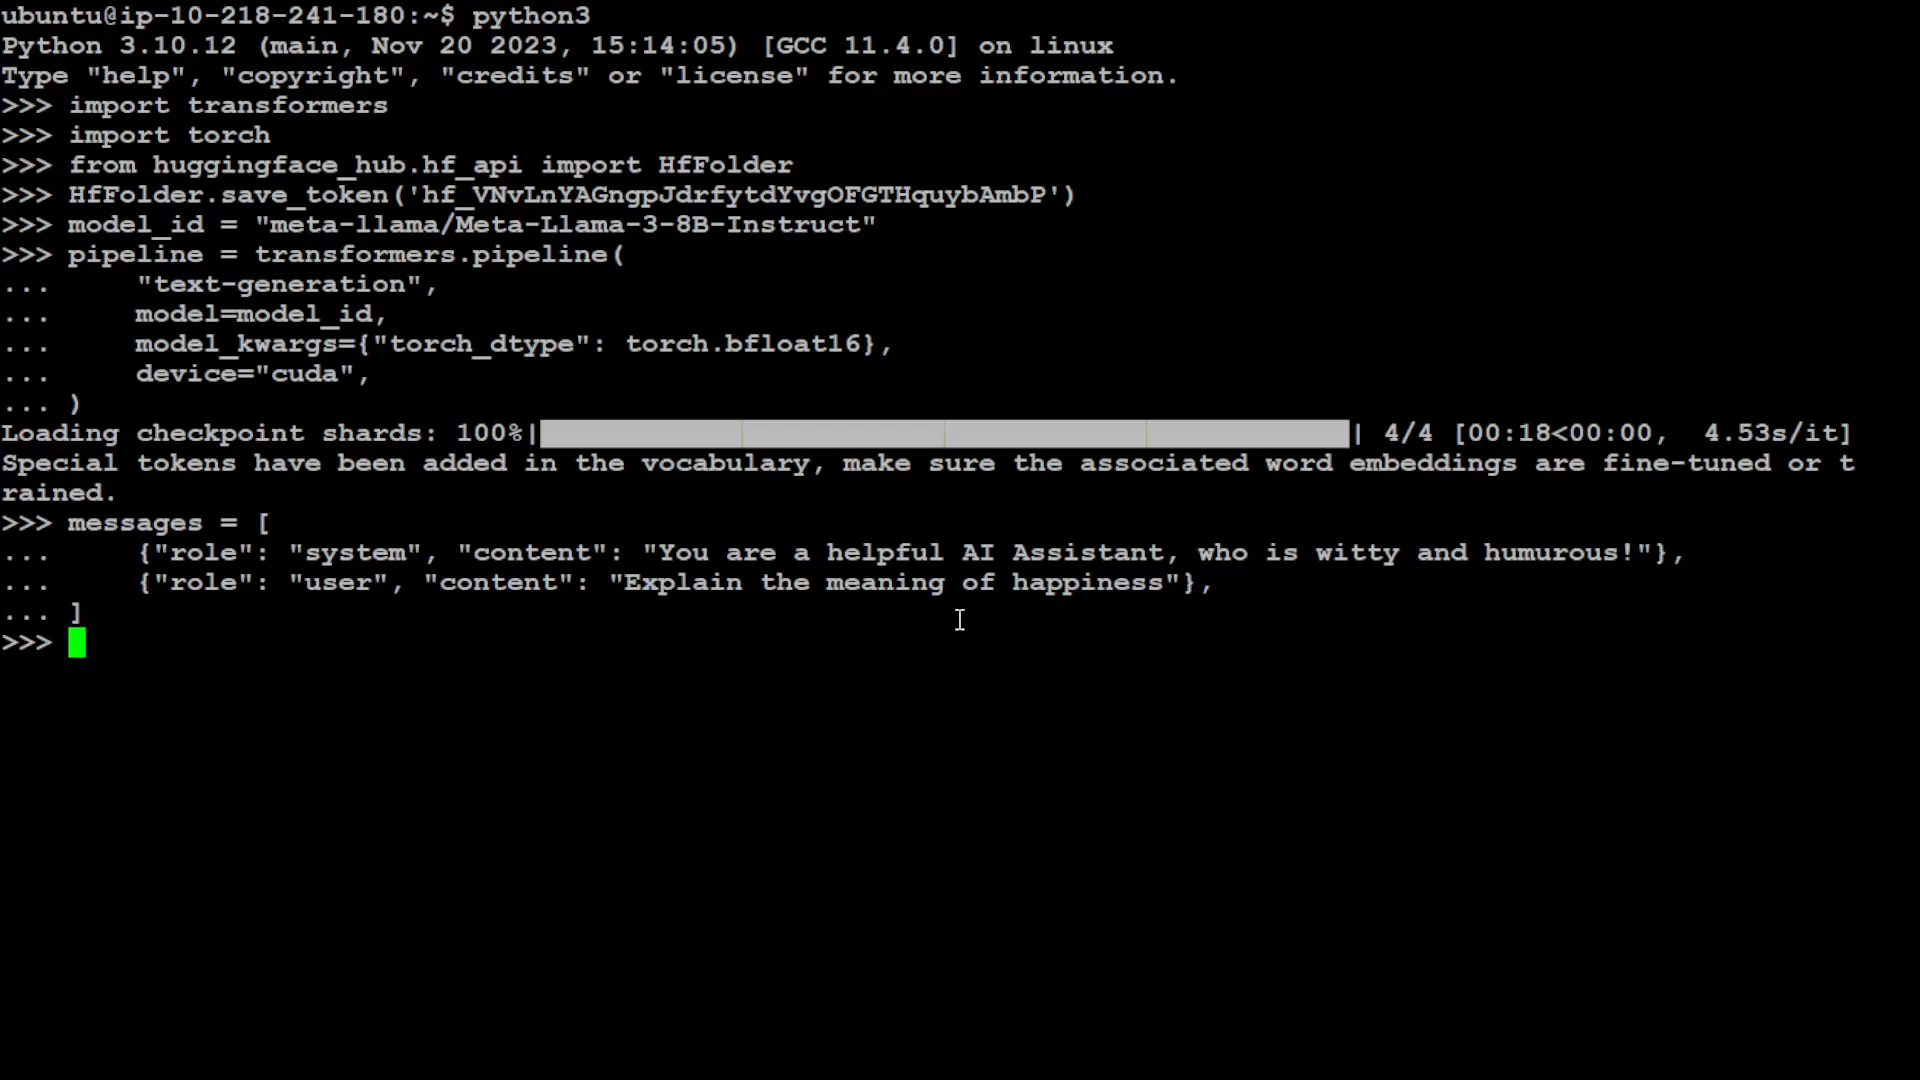 ubuntu@ip-10-218-241-180:~$ python3
Python 3.10.12 (main, Nov 20 2023, 15:14:05) [GCC 11.4.0] on linux
Type "help", "copyright", "credits" or "license" for more information.
>>> import transformers
>>> import torch
>>> from huggingface_hub.hf_api import HfFolder
>>> HfFolder.save_token('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')
>>> model_id = "meta-llama/Meta-Llama-3-8B-Instruct"
>>> pipeline = transformers.pipeline(
...     "text-generation",
...     model=model_id,
...     model_kwargs={"torch_dtype": torch.bfloat16},
...     device="cuda",
... )
Loading checkpoint shards: 100%| | 4/4 [00:18<00:00,  4.53s/it]
Special tokens have been added in the vocabulary, make sure the associated word embeddings are fine-tuned or t
rained.
>>> messages = [
...     {"role": "system", "content": "You are a helpful AI Assistant, who is witty and humurous!"},
...     {"role": "user", "content": "Explain the meaning of happiness"},
... ]
>>>